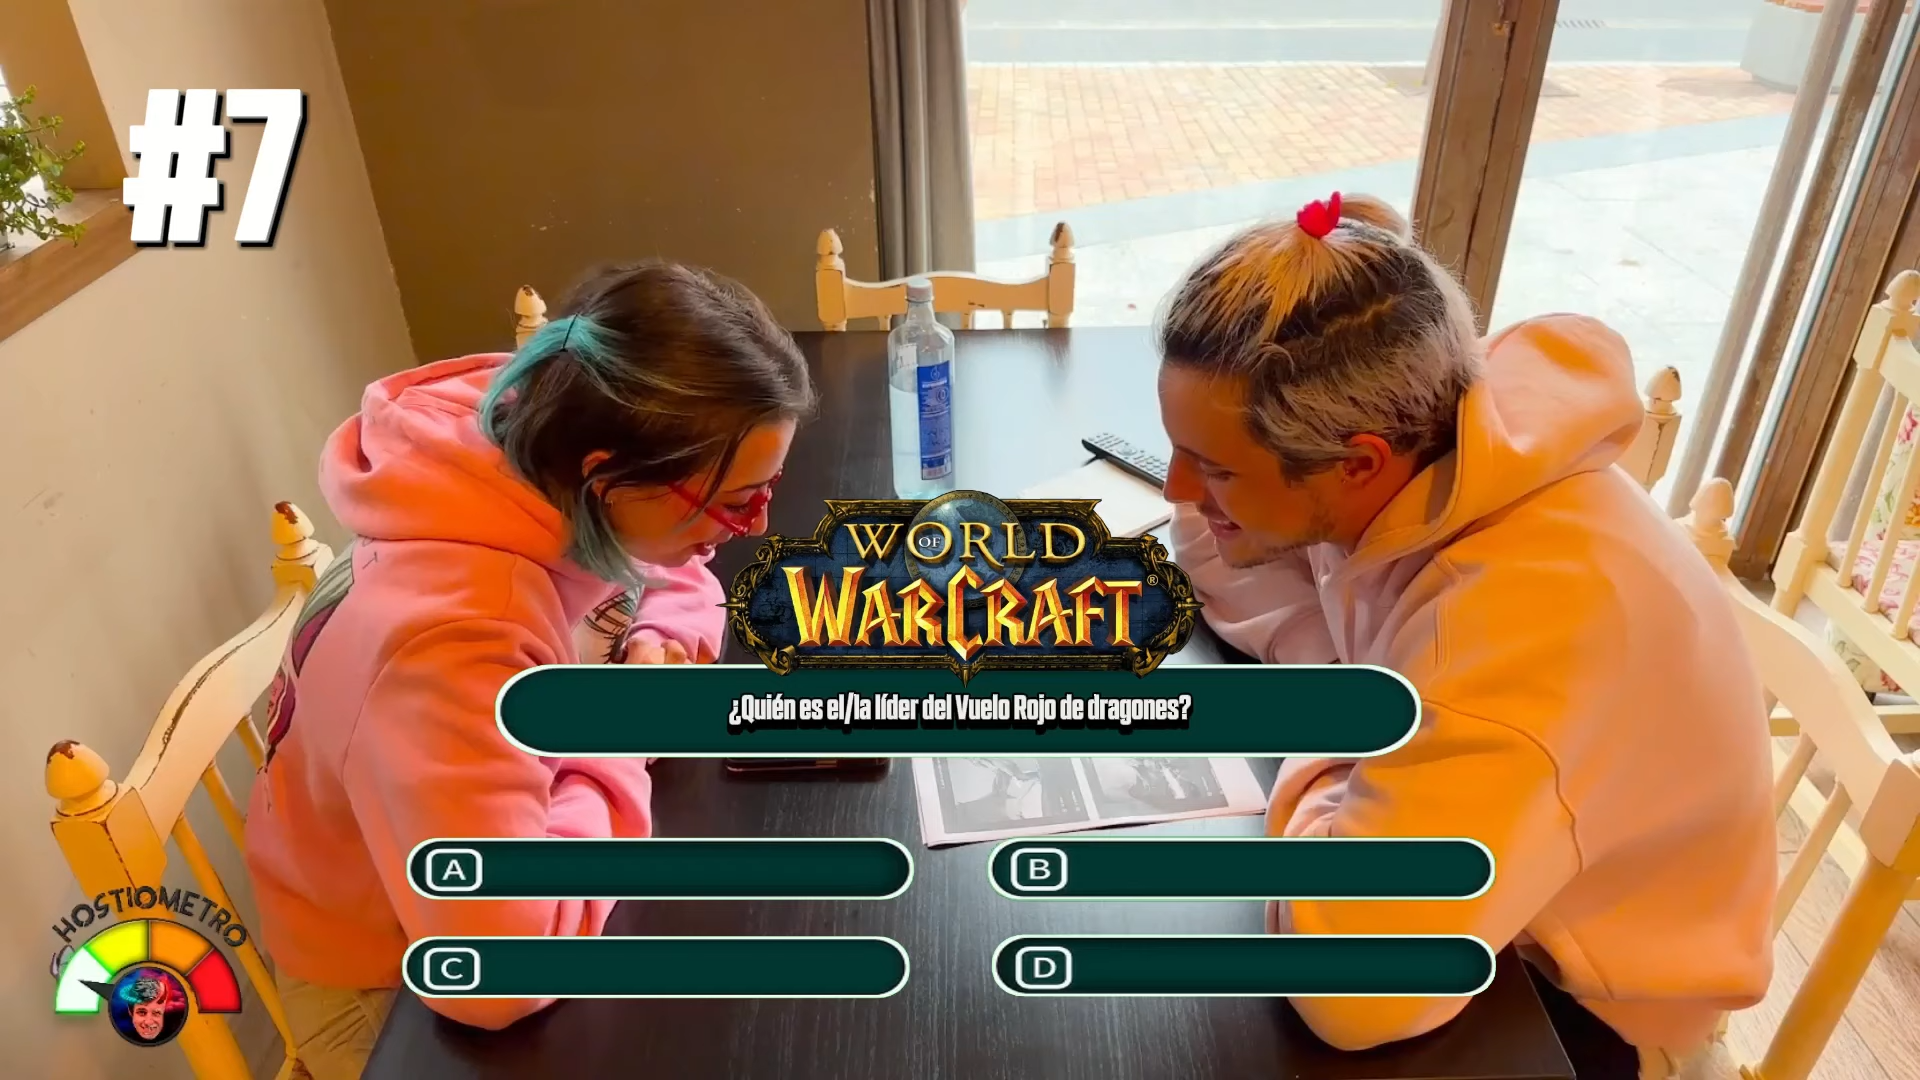 #7
WORLD
OF
WARCRAFT®
¿Quién es el/la líder del Vuelo Rojo de dragones?
A
B
C
D
HOSTIOMETRO